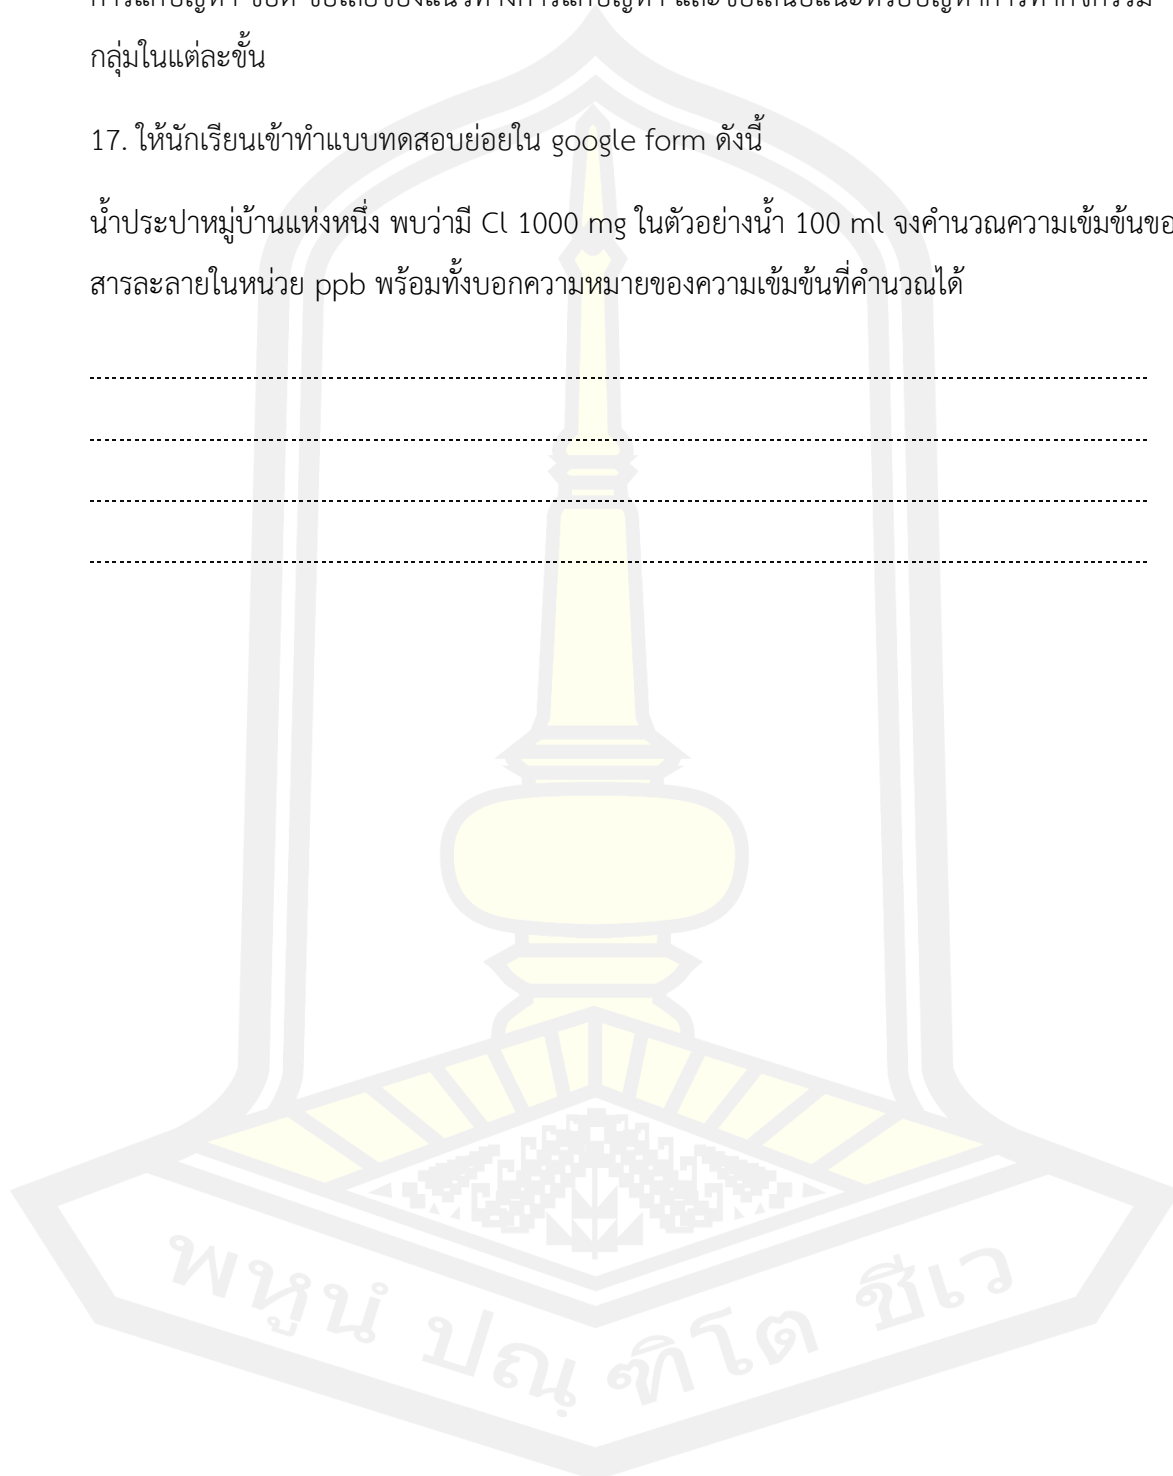 กลุ่มในแต่ละขั้น
17. ให้นักเรียนเข้าทำแบบทดสอบย่อยใน google form ดังนี้
น้ำประปาหมู่บ้านแห่งหนึ่ง พบว่ามี Cl 1000 mg ในตัวอย่างน้ำ 100 ml จงคำนวณความเข้มข้นขอ
สารละลายในหน่วย ppb พร้อมทั้งบอกความหมายของความเข้มข้นที่คำนวณได้
พหูนํ ปณฺฑิโต ชีเว